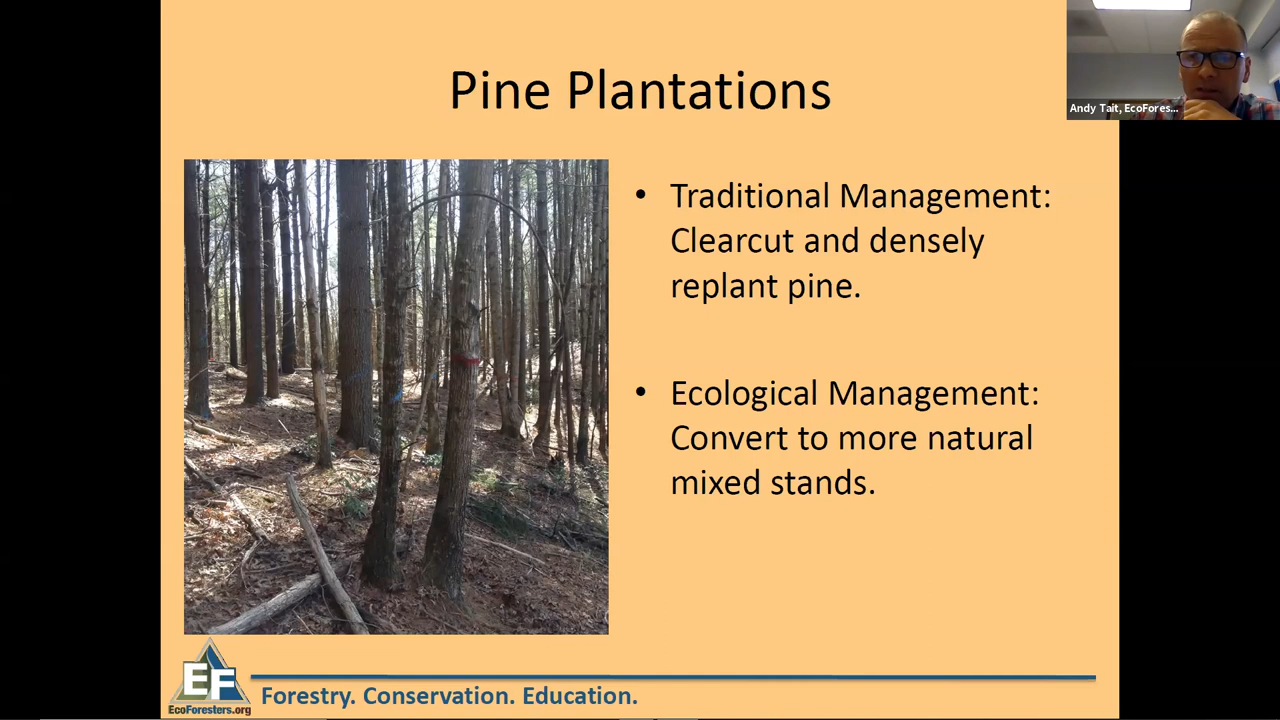 Pine Plantations
Andy Tait, EcoFores...
• Traditional Management:
Clearcut and densely
replant pine.
• Ecological Management:
Convert to more natural
mixed stands.
EF
EcoForesters.org
Forestry. Conservation. Education.